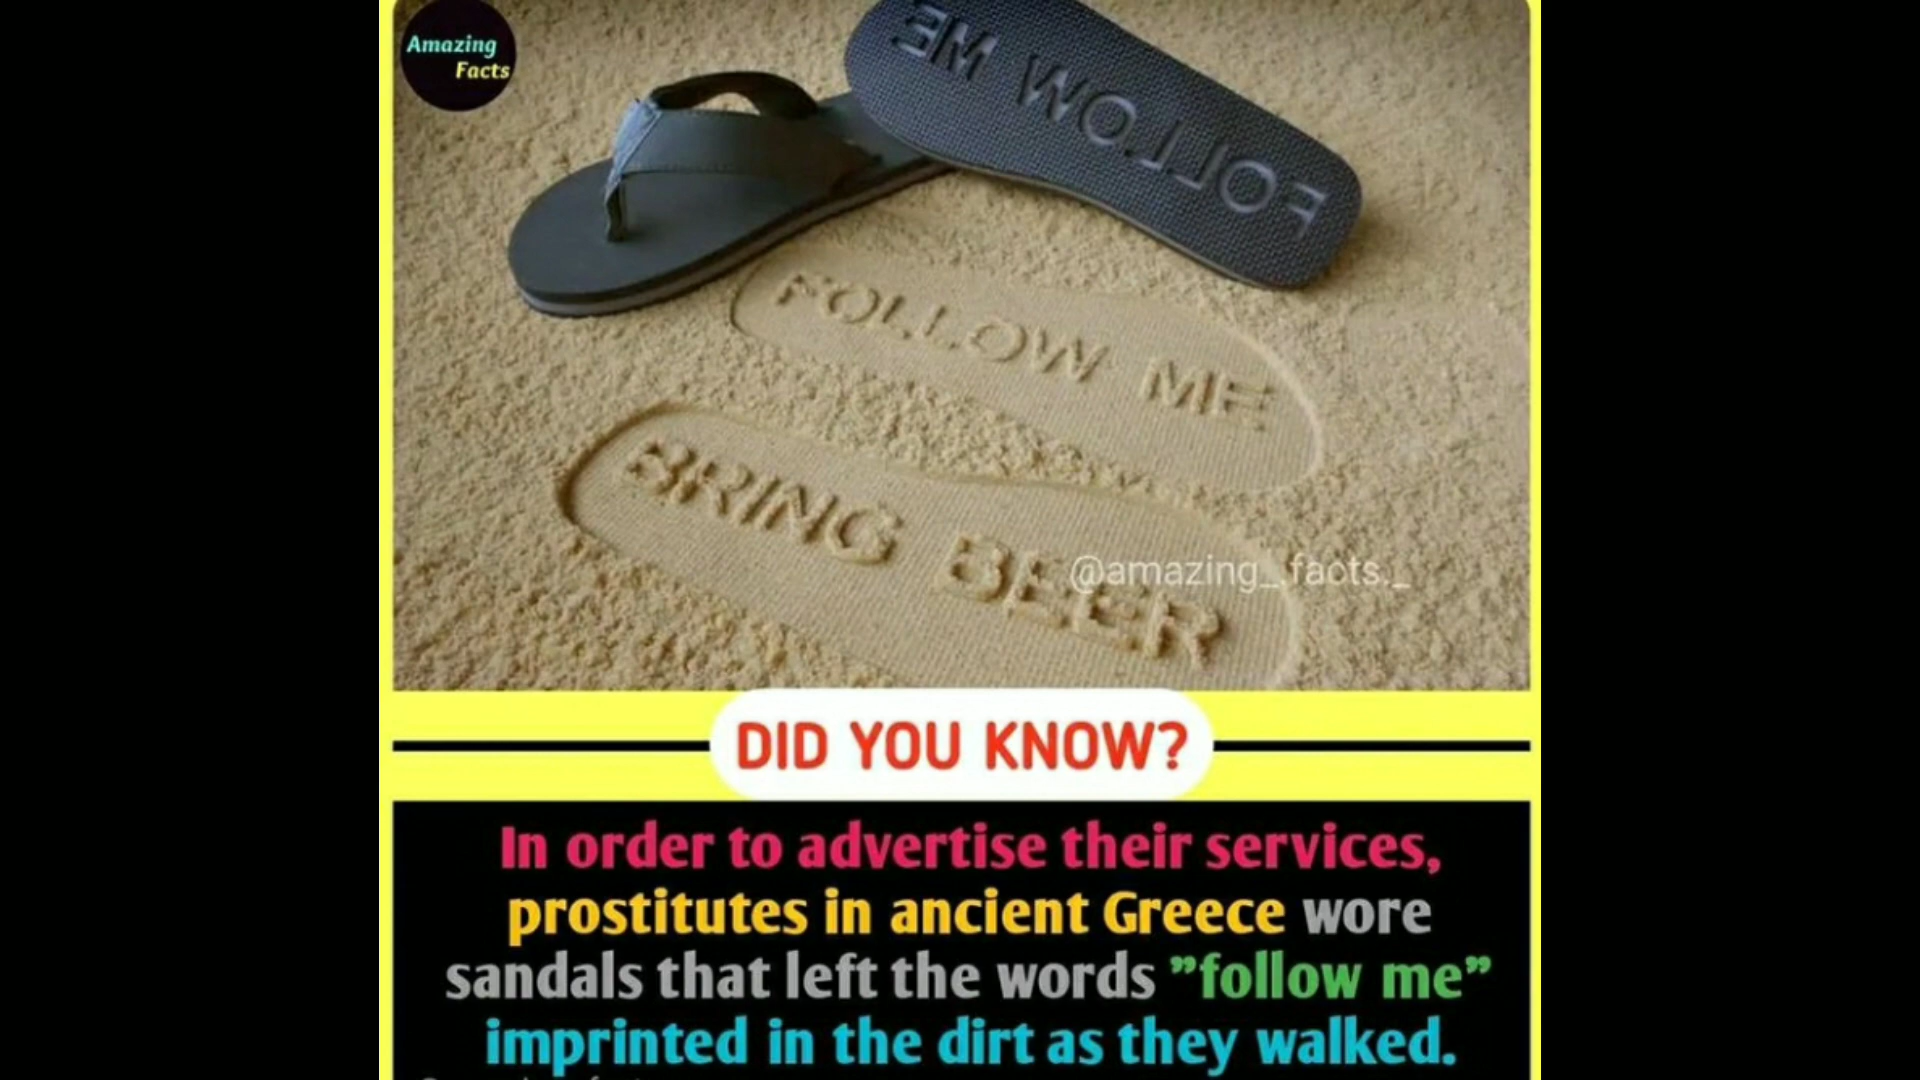 Amazing
Facts
FOLLOW ME
FOLLOW ME
BRING BEER
@amazing_.facts._
DID YOU KNOW?
In order to advertise their services,
prostitutes in ancient Greece wore
sandals that left the words ”follow me”
imprinted in the dirt as they walked.